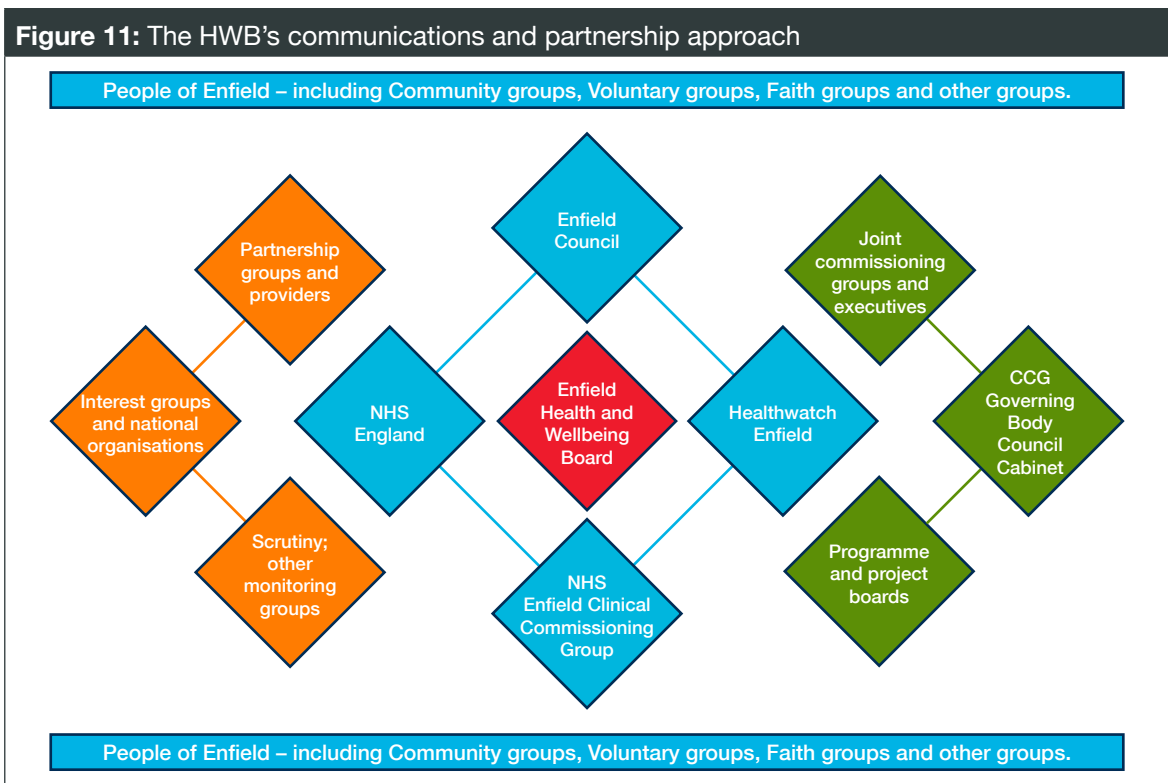 Figure 11: The HWB's communications and partnership approach
People of Enfield – including Community groups, Voluntary groups, Faith groups and other groups.
Partnership
groups and
providers
Interest groups
and national
organisations
Scrutiny;
other
monitoring
groups
Enfield
Council
NHS
England
Enfield
Health and
Wellbeing
Board
Healthwatch
Enfield
NHS
Enfield Clinical
Commissioning
Group
Joint
commissioning
groups and
executives
CCG
Governing
Body
Council
Cabinet
Programme
and project
boards
People of Enfield – including Community groups, Voluntary groups, Faith groups and other groups.